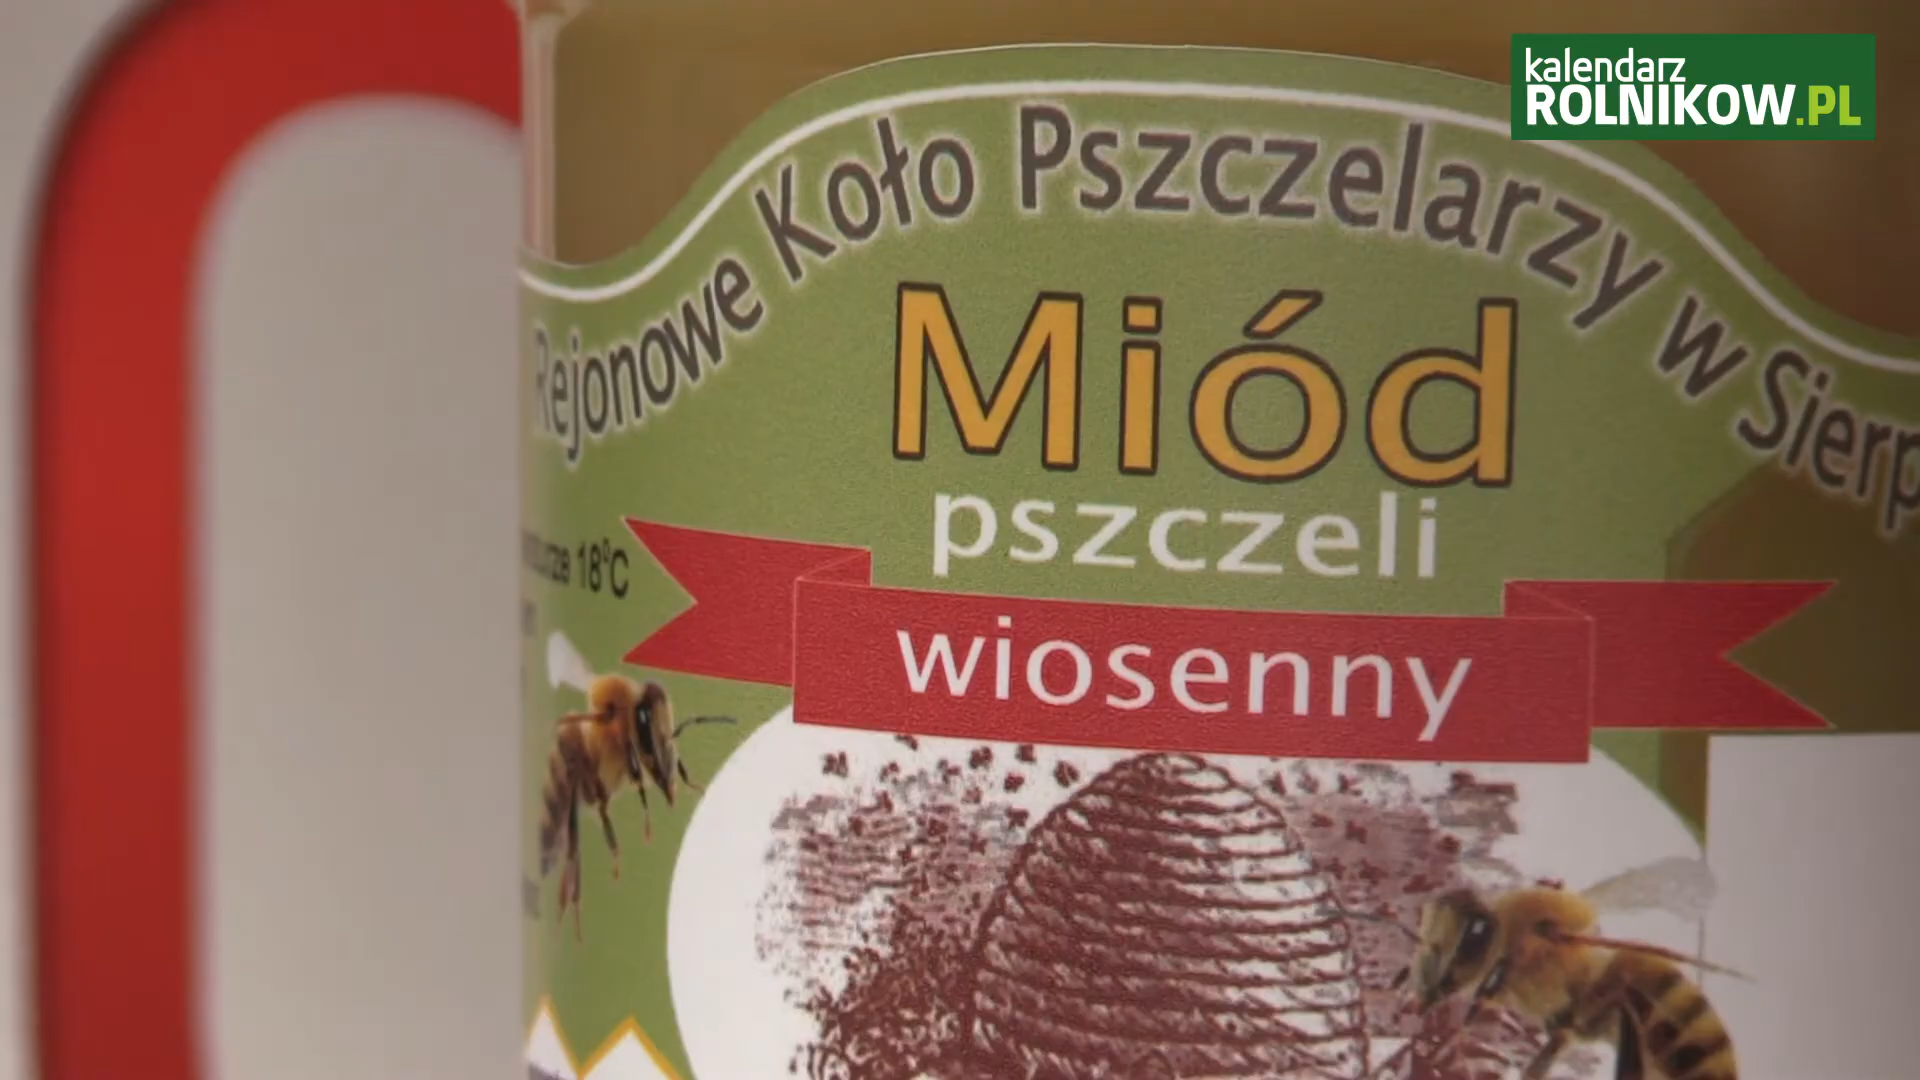 kalendarz
ROLNIKOW.PL
Rejonowe Koło Pszczelarzy w Sierp
Miód
pszczeli
18°C
wiosenny